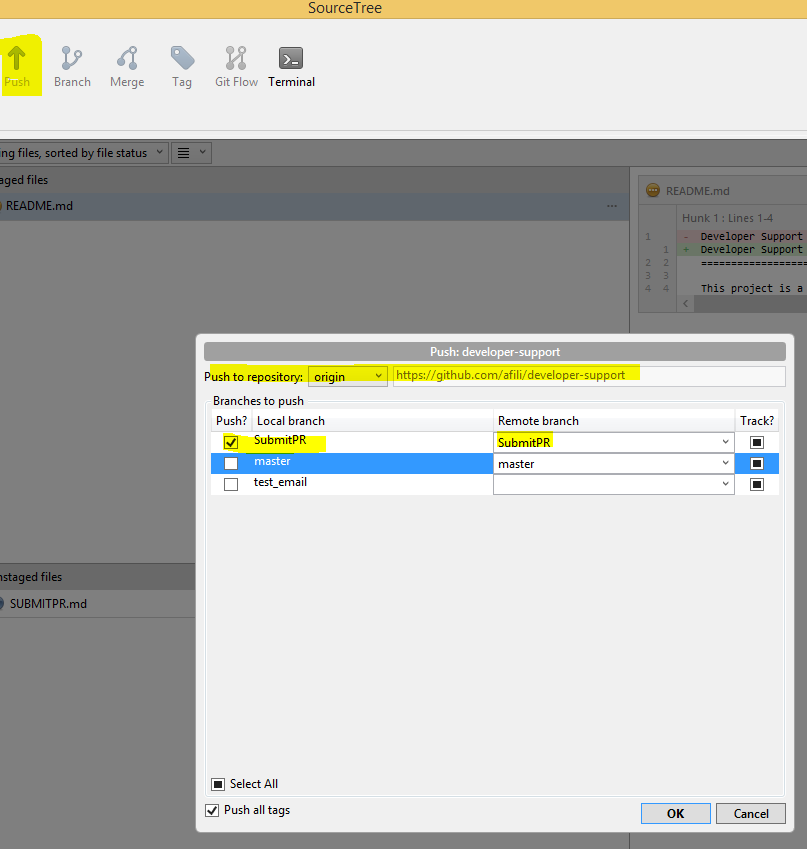 SourceTree
Push Branch Merge Tag Git Flow Terminal
ng files, sorted by file status
aged files
README.md ...
README.md
Hunk 1 : Lines 1-4
1 - Developer Support
1 + Developer Support
2 2 ==================
3 3
4 4 This project is a
Push: developer-support
Push to repository: origin https://github.com/afili/developer-support
Branches to push
Push? Local branch Remote branch Track?
SubmitPR SubmitPR
master master
test_email
nstaged files
SUBMITPR.md
Select All
Push all tags
OK Cancel